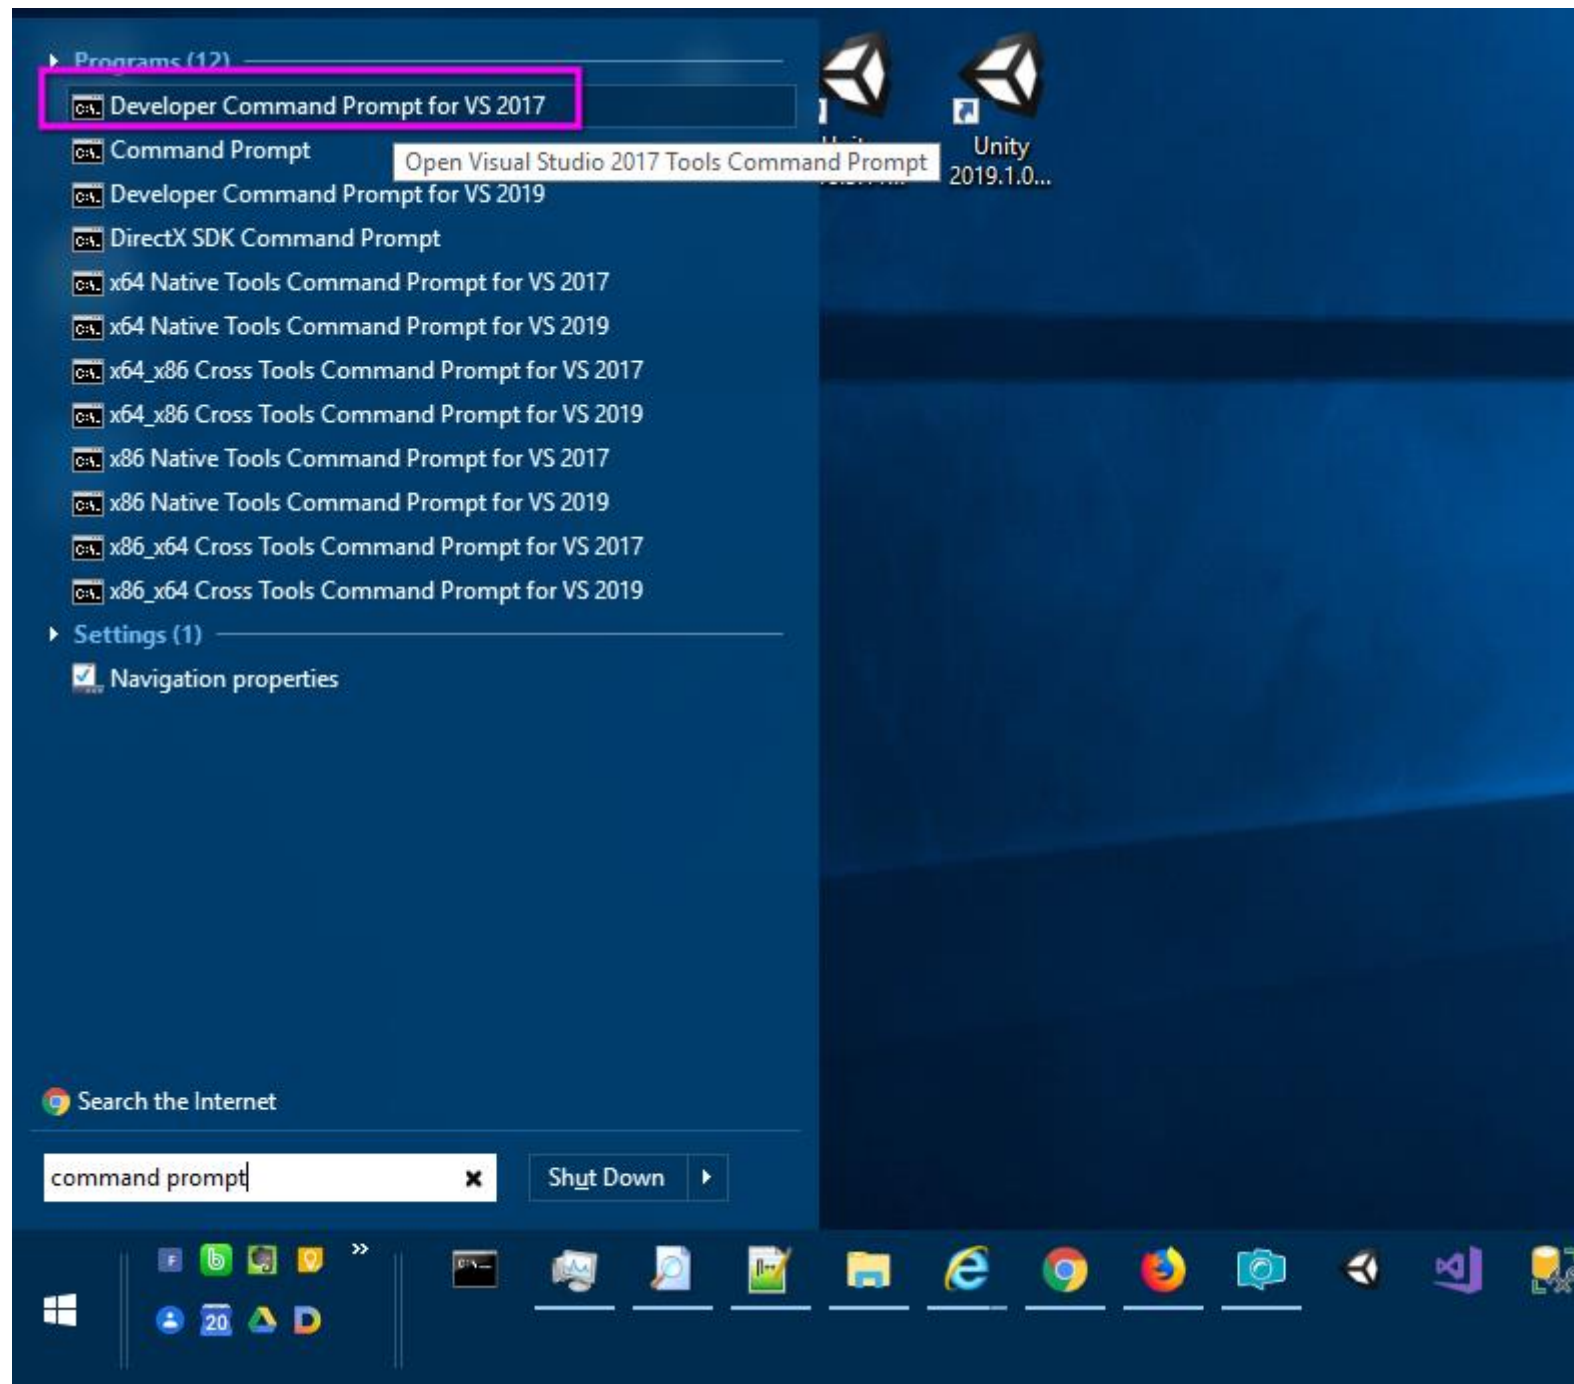 Programs (12)
Developer Command Prompt for VS 2017
Command Prompt
Open Visual Studio 2017 Tools Command Prompt
Developer Command Prompt for VS 2019
DirectX SDK Command Prompt
x64 Native Tools Command Prompt for VS 2017
x64 Native Tools Command Prompt for VS 2019
x64_x86 Cross Tools Command Prompt for VS 2017
x64_x86 Cross Tools Command Prompt for VS 2019
x86 Native Tools Command Prompt for VS 2017
x86 Native Tools Command Prompt for VS 2019
x86_x64 Cross Tools Command Prompt for VS 2017
x86_x64 Cross Tools Command Prompt for VS 2019
Settings (1)
Navigation properties
Unity
2019.1.0...
Search the Internet
command prompt
Shut Down
20